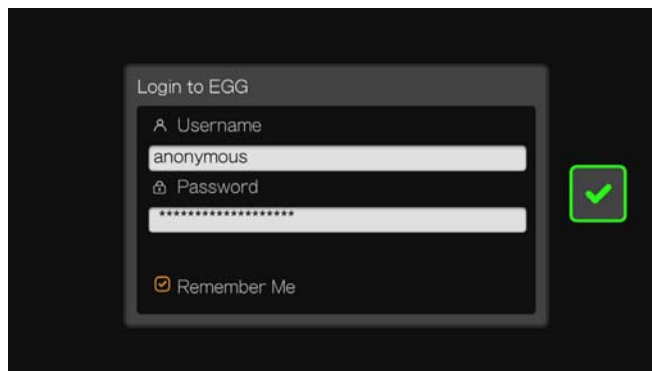 Login to EGG
Username
anonymous
Password
*******************
Remember Me